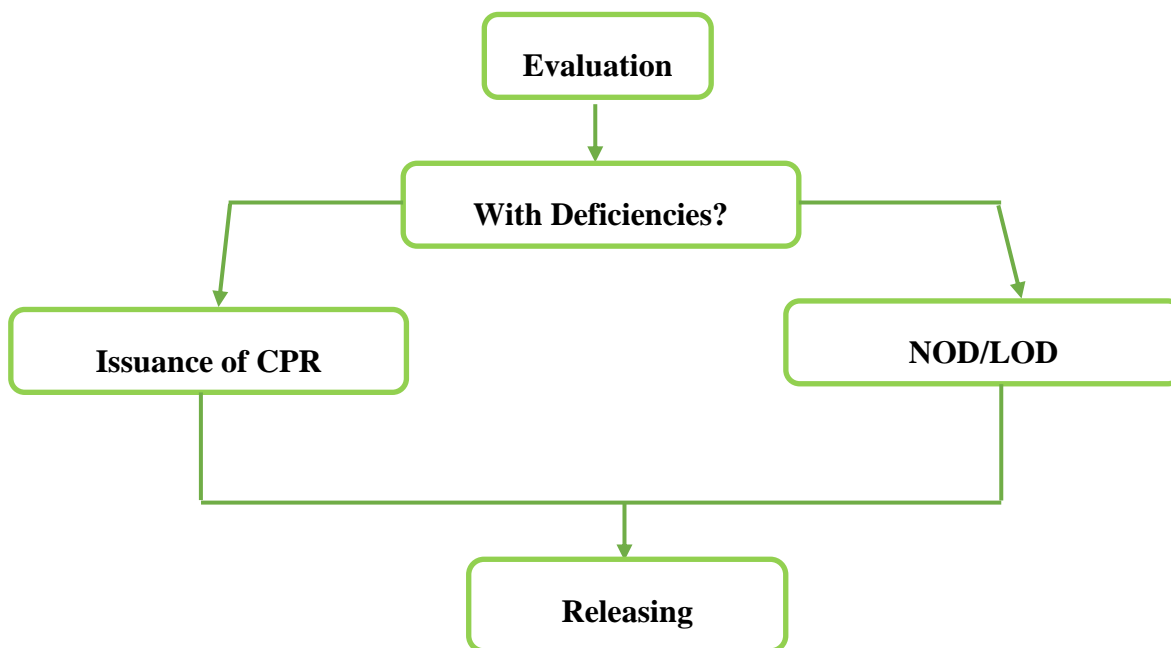 Evaluation
With Deficiencies?
Issuance of CPR
NOD/LOD
Releasing